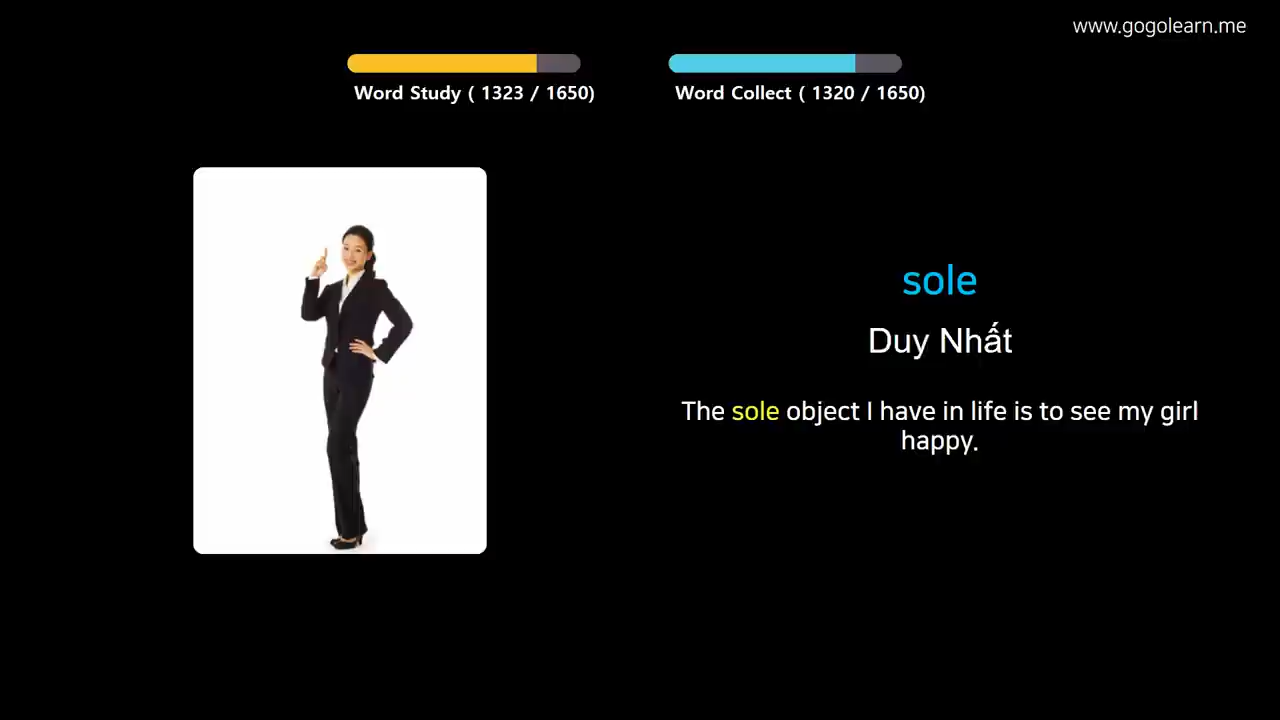 www.gogolearn.me
Word Study ( 1323 / 1650)
Word Collect ( 1320 / 1650)
sole
Duy Nhất
The sole object I have in life is to see my girl
happy.